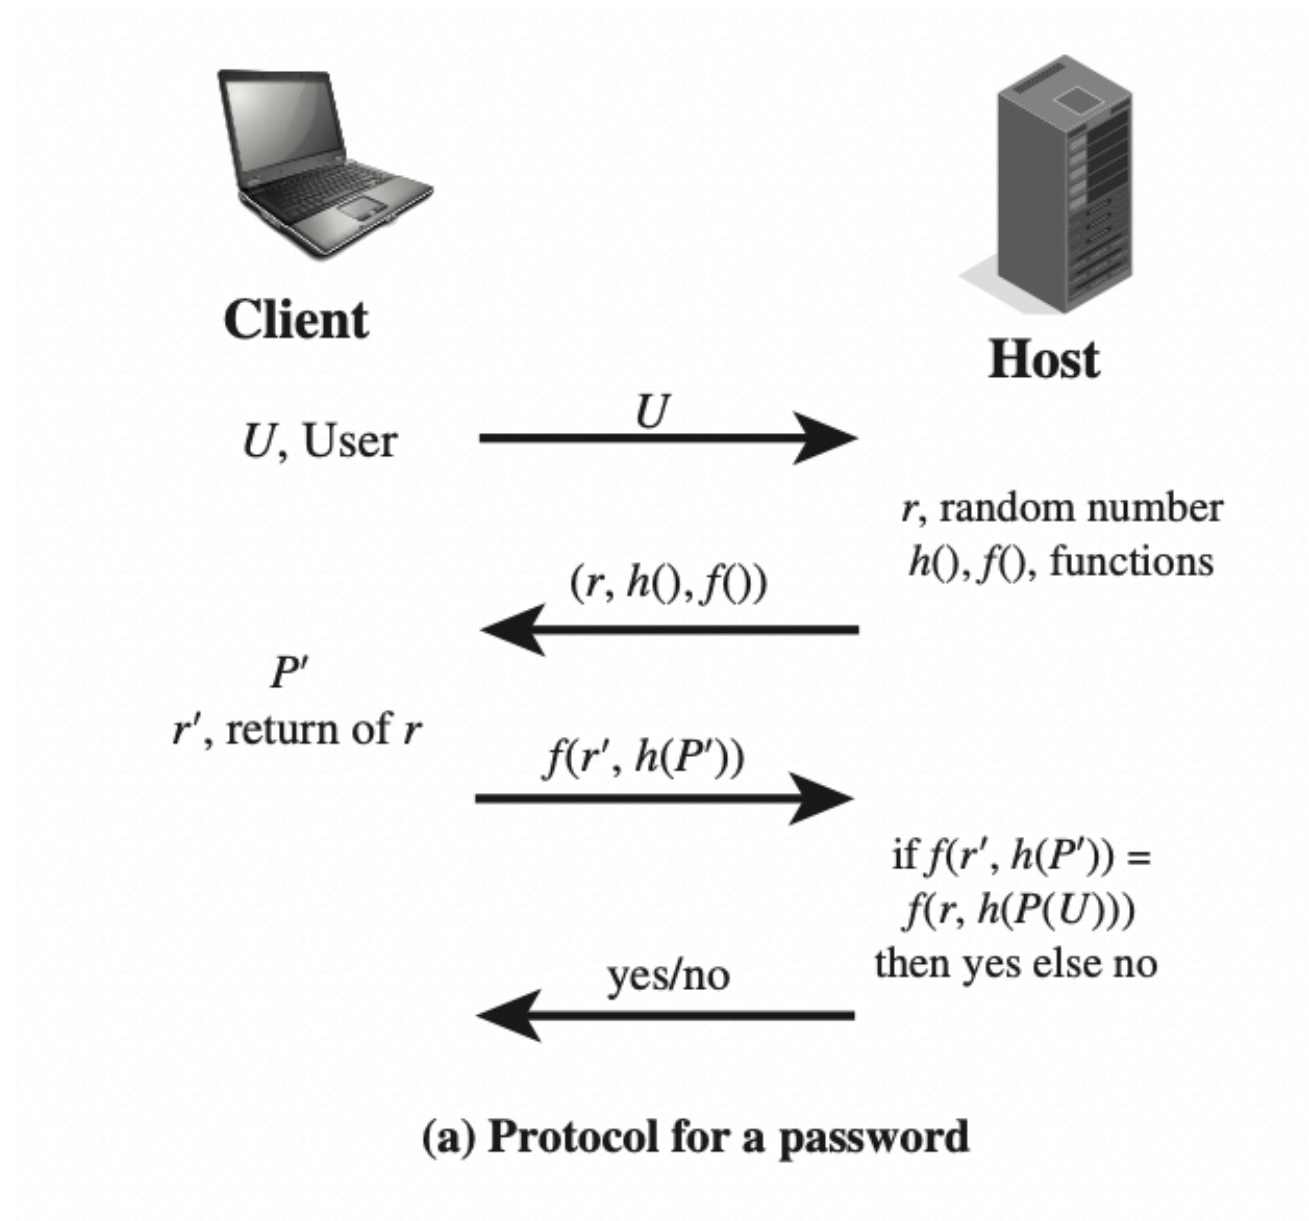 Client
Host
U, User
U
r, random number
h(), f(), functions
(r, h(), f())
P′
r′, return of r
f(r′, h(P′))
if f(r′, h(P′)) =
f(r, h(P(U)))
then yes else no
yes/no
(a) Protocol for a password